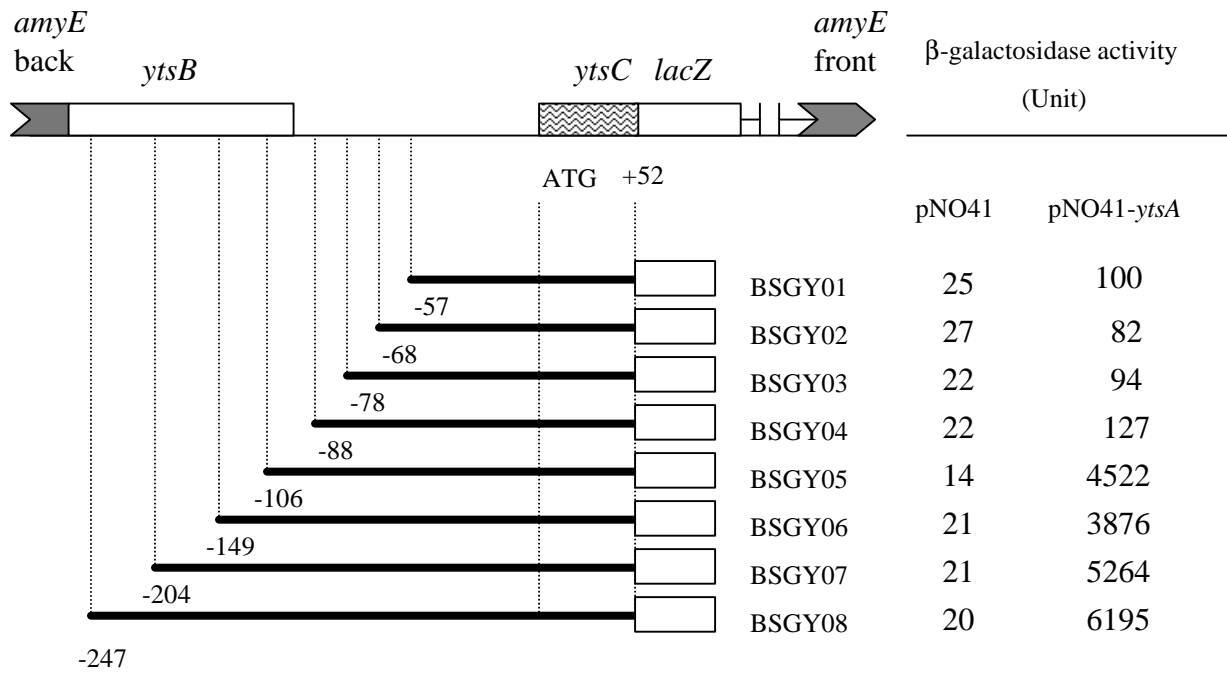 amyE
back
ytsB
ytsC
lacZ
amyE
front
β-galactosidase activity
(Unit)
ATG
+52
pNO41
pNO41-ytsA
-57
BSGY01
25
100
-68
BSGY02
27
82
-78
BSGY03
22
94
-88
BSGY04
22
127
-106
BSGY05
14
4522
-149
BSGY06
21
3876
-204
BSGY07
21
5264
-247
BSGY08
20
6195